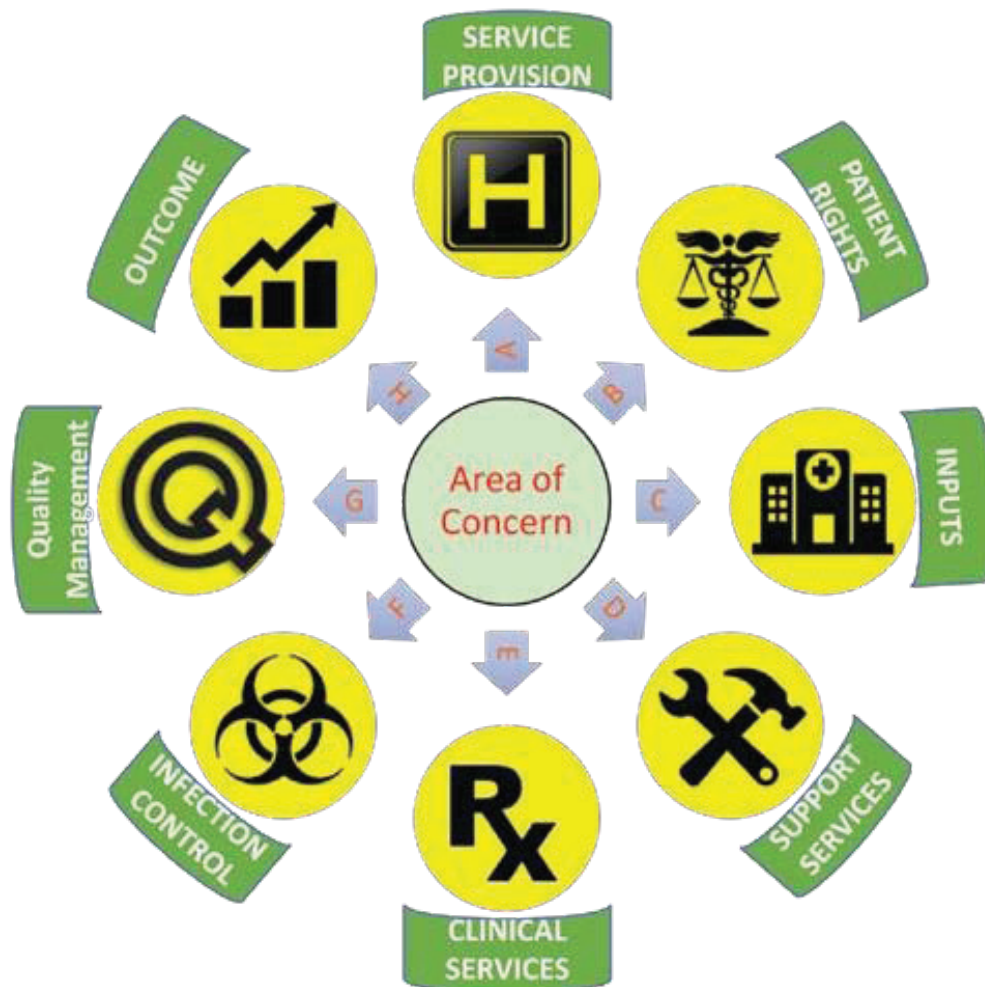 SERVICE
PROVISION
H
PATIENT
RIGHTS
INPUTS
SUPPORT
SERVICES
CLINICAL
SERVICES
Rx
INFECTION
CONTROL
Quality
Management
Q
OUTCOME
A
B
C
D
E
F
G
H
Area of
Concern